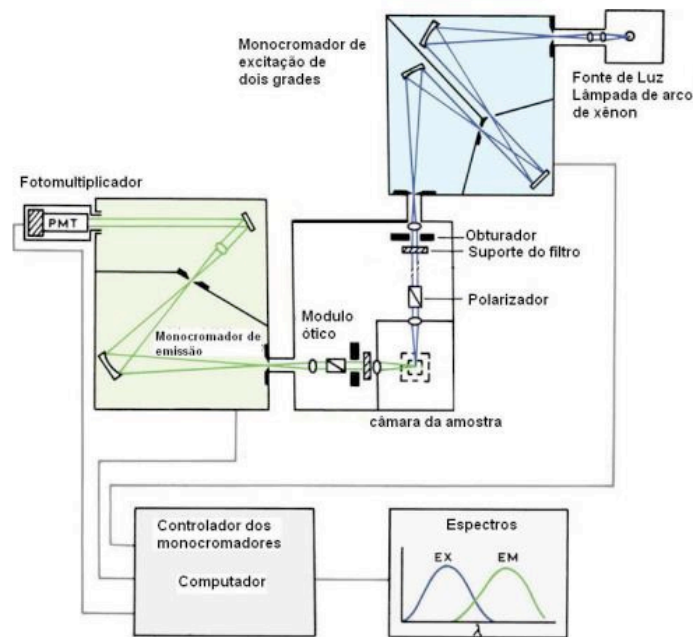 Monocromador de
excitação de
dois grades
Fonte de Luz
Lâmpada de arco
de xênon
Fotomultiplicador
PMT
Obturador
Suporte do filtro
Polarizador
Modulo
ótico
Monocromador de
emissão
câmara da amostra
Controlador dos
monocromadores
Computador
Espectros
EX
EM
λ